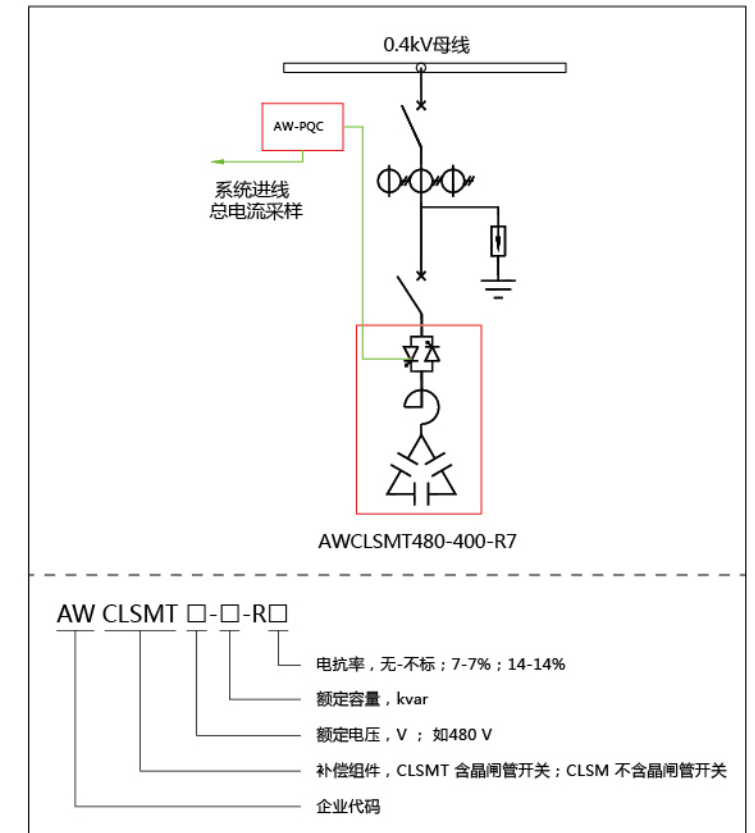 0.4kV母线
AW-PQC
系统进线
总电流采样
AWCLSMT480-400-R7
AW CLSMT □-□-R□
电抗率，无-不标；7-7%；14-14%
额定容量，kvar
额定电压，V ； 如480 V
补偿组件，CLSMT 含晶闸管开关；CLSM 不含晶闸管开关
企业代码